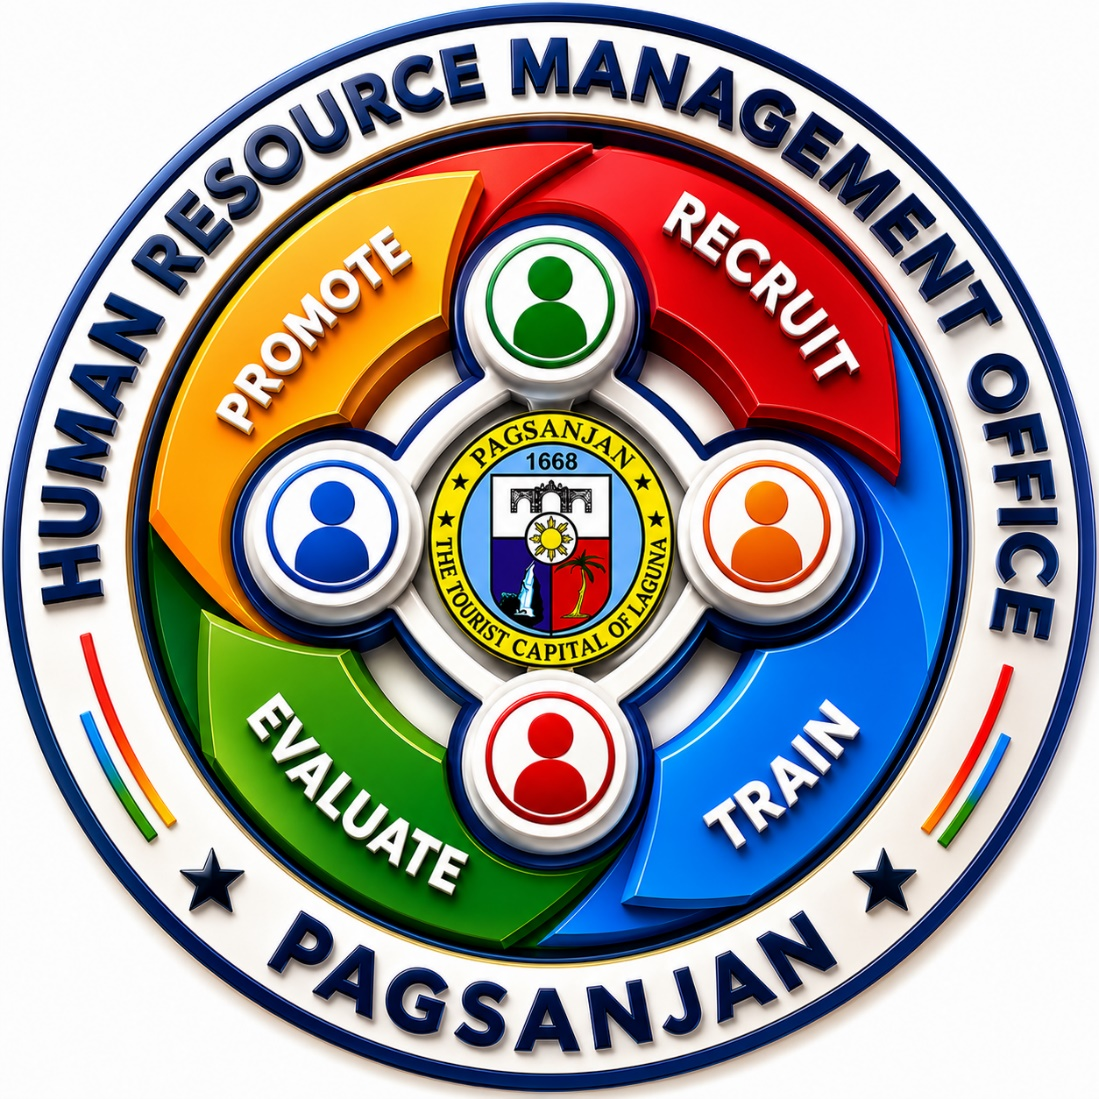 HUMAN RESOURCE MANAGEMENT OFFICE
PROMOTE
RECRUIT
PAGSANJAN
1668
THE TOURIST CAPITAL OF LAGUNA
EVALUATE
TRAIN
PAGSANJAN